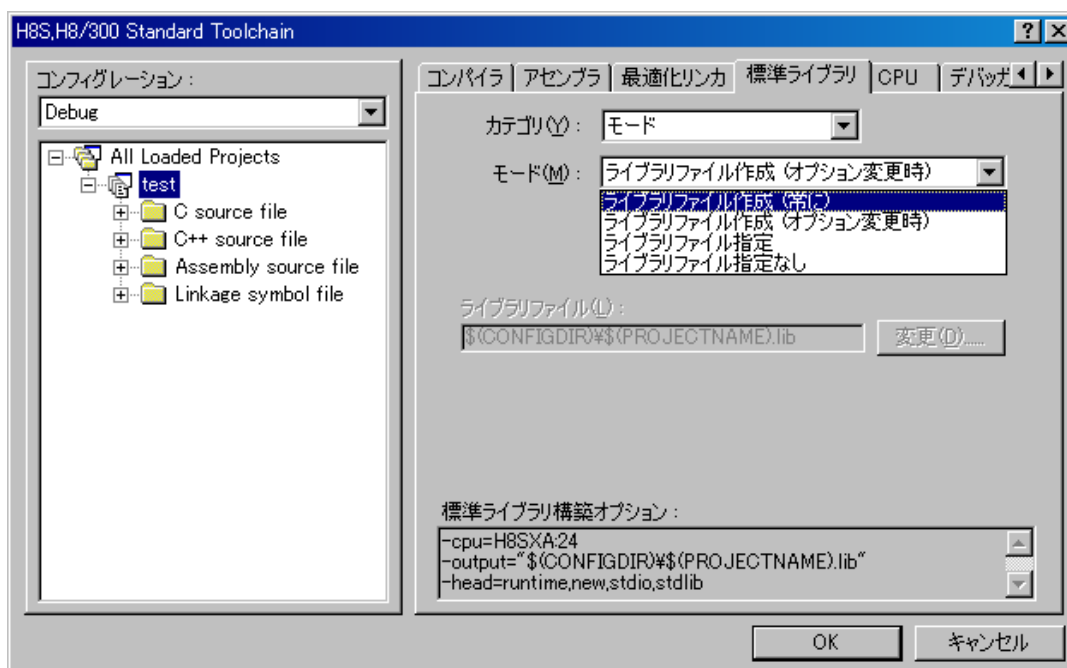 H8S,H8/300 Standard Toolchain
コンフィグレーション :
Debug
All Loaded Projects
test
C source file
C++ source file
Assembly source file
Linkage symbol file
コンパイラ アセンブラ 最適化リンカ 標準ライブラリ CPU デバッガ
カテゴリ(Y) : モード
モード(M) : ライブラリファイル作成 (オプション変更時)
ライブラリファイル作成 (常に)
ライブラリファイル作成 (オプション変更時)
ライブラリファイル指定
ライブラリファイル指定なし
ライブラリファイル(L) :
$(CONFIGDIR)¥$(PROJECTNAME).lib 変更(D)......
標準ライブラリ構築オプション :
-cpu=H8SXA:24
-output="$(CONFIGDIR)¥$(PROJECTNAME).lib"
-head=runtime,new,stdio,stdlib
OK キャンセル